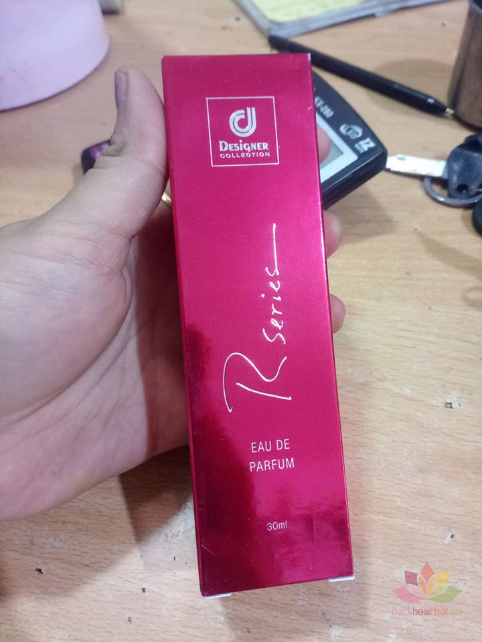 DESIGNER
COLLECTION
R series
EAU DE
PARFUM
30ml